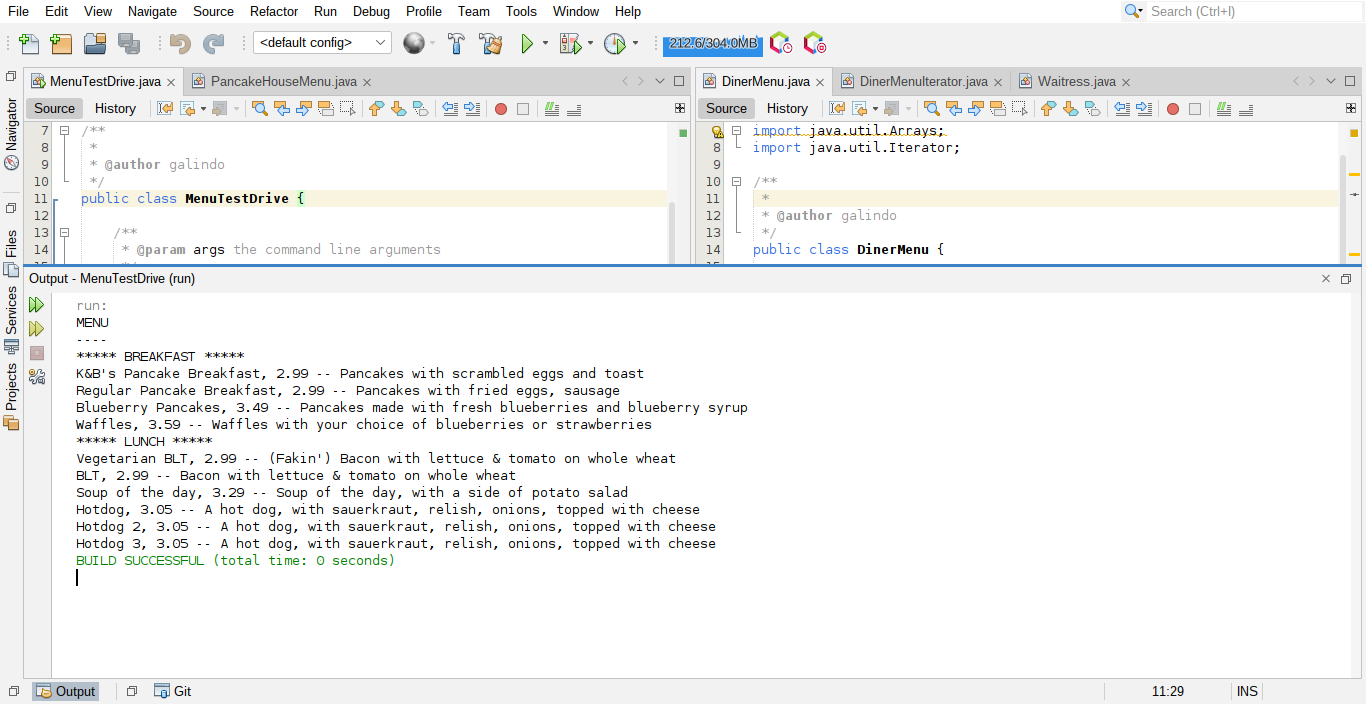 File Edit View Navigate Source Refactor Run Debug Profile Team Tools Window Help
Search (Ctrl+I)
<default config>
212.6/304.0MB
MenuTestDrive.java
PancakeHouseMenu.java
DinerMenu.java
DinerMenuIterator.java
Waitress.java
Source History
Source History
Navigator
Files
Services
Projects
7 /**
8 *
9 * @author galindo
10 */
11 public class MenuTestDrive {
12
13 /**
14 * @param args the command line arguments
import java.util.Arrays;
8 import java.util.Iterator;
9
10 /**
11 *
12 * @author galindo
13 */
14 public class DinerMenu {
Output - MenuTestDrive (run)
run:
MENU
----
***** BREAKFAST *****
K&B's Pancake Breakfast, 2.99 -- Pancakes with scrambled eggs and toast
Regular Pancake Breakfast, 2.99 -- Pancakes with fried eggs, sausage
Blueberry Pancakes, 3.49 -- Pancakes made with fresh blueberries and blueberry syrup
Waffles, 3.59 -- Waffles with your choice of blueberries or strawberries
***** LUNCH *****
Vegetarian BLT, 2.99 -- (Fakin') Bacon with lettuce & tomato on whole wheat
BLT, 2.99 -- Bacon with lettuce & tomato on whole wheat
Soup of the day, 3.29 -- Soup of the day, with a side of potato salad
Hotdog, 3.05 -- A hot dog, with sauerkraut, relish, onions, topped with cheese
Hotdog 2, 3.05 -- A hot dog, with sauerkraut, relish, onions, topped with cheese
Hotdog 3, 3.05 -- A hot dog, with sauerkraut, relish, onions, topped with cheese
BUILD SUCCESSFUL (total time: 0 seconds)
Output
Git
11:29
INS